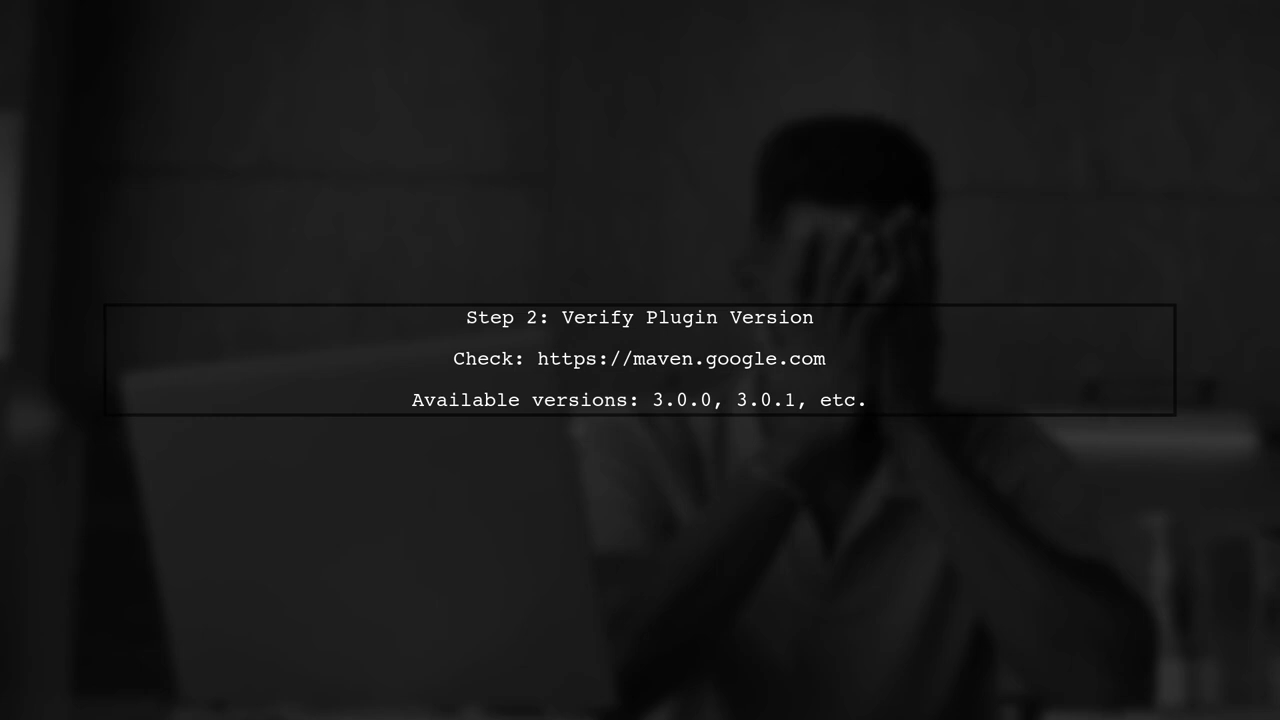 Step 2: Verify Plugin Version
Check: https://maven.google.com
Available versions: 3.0.0, 3.0.1, etc.